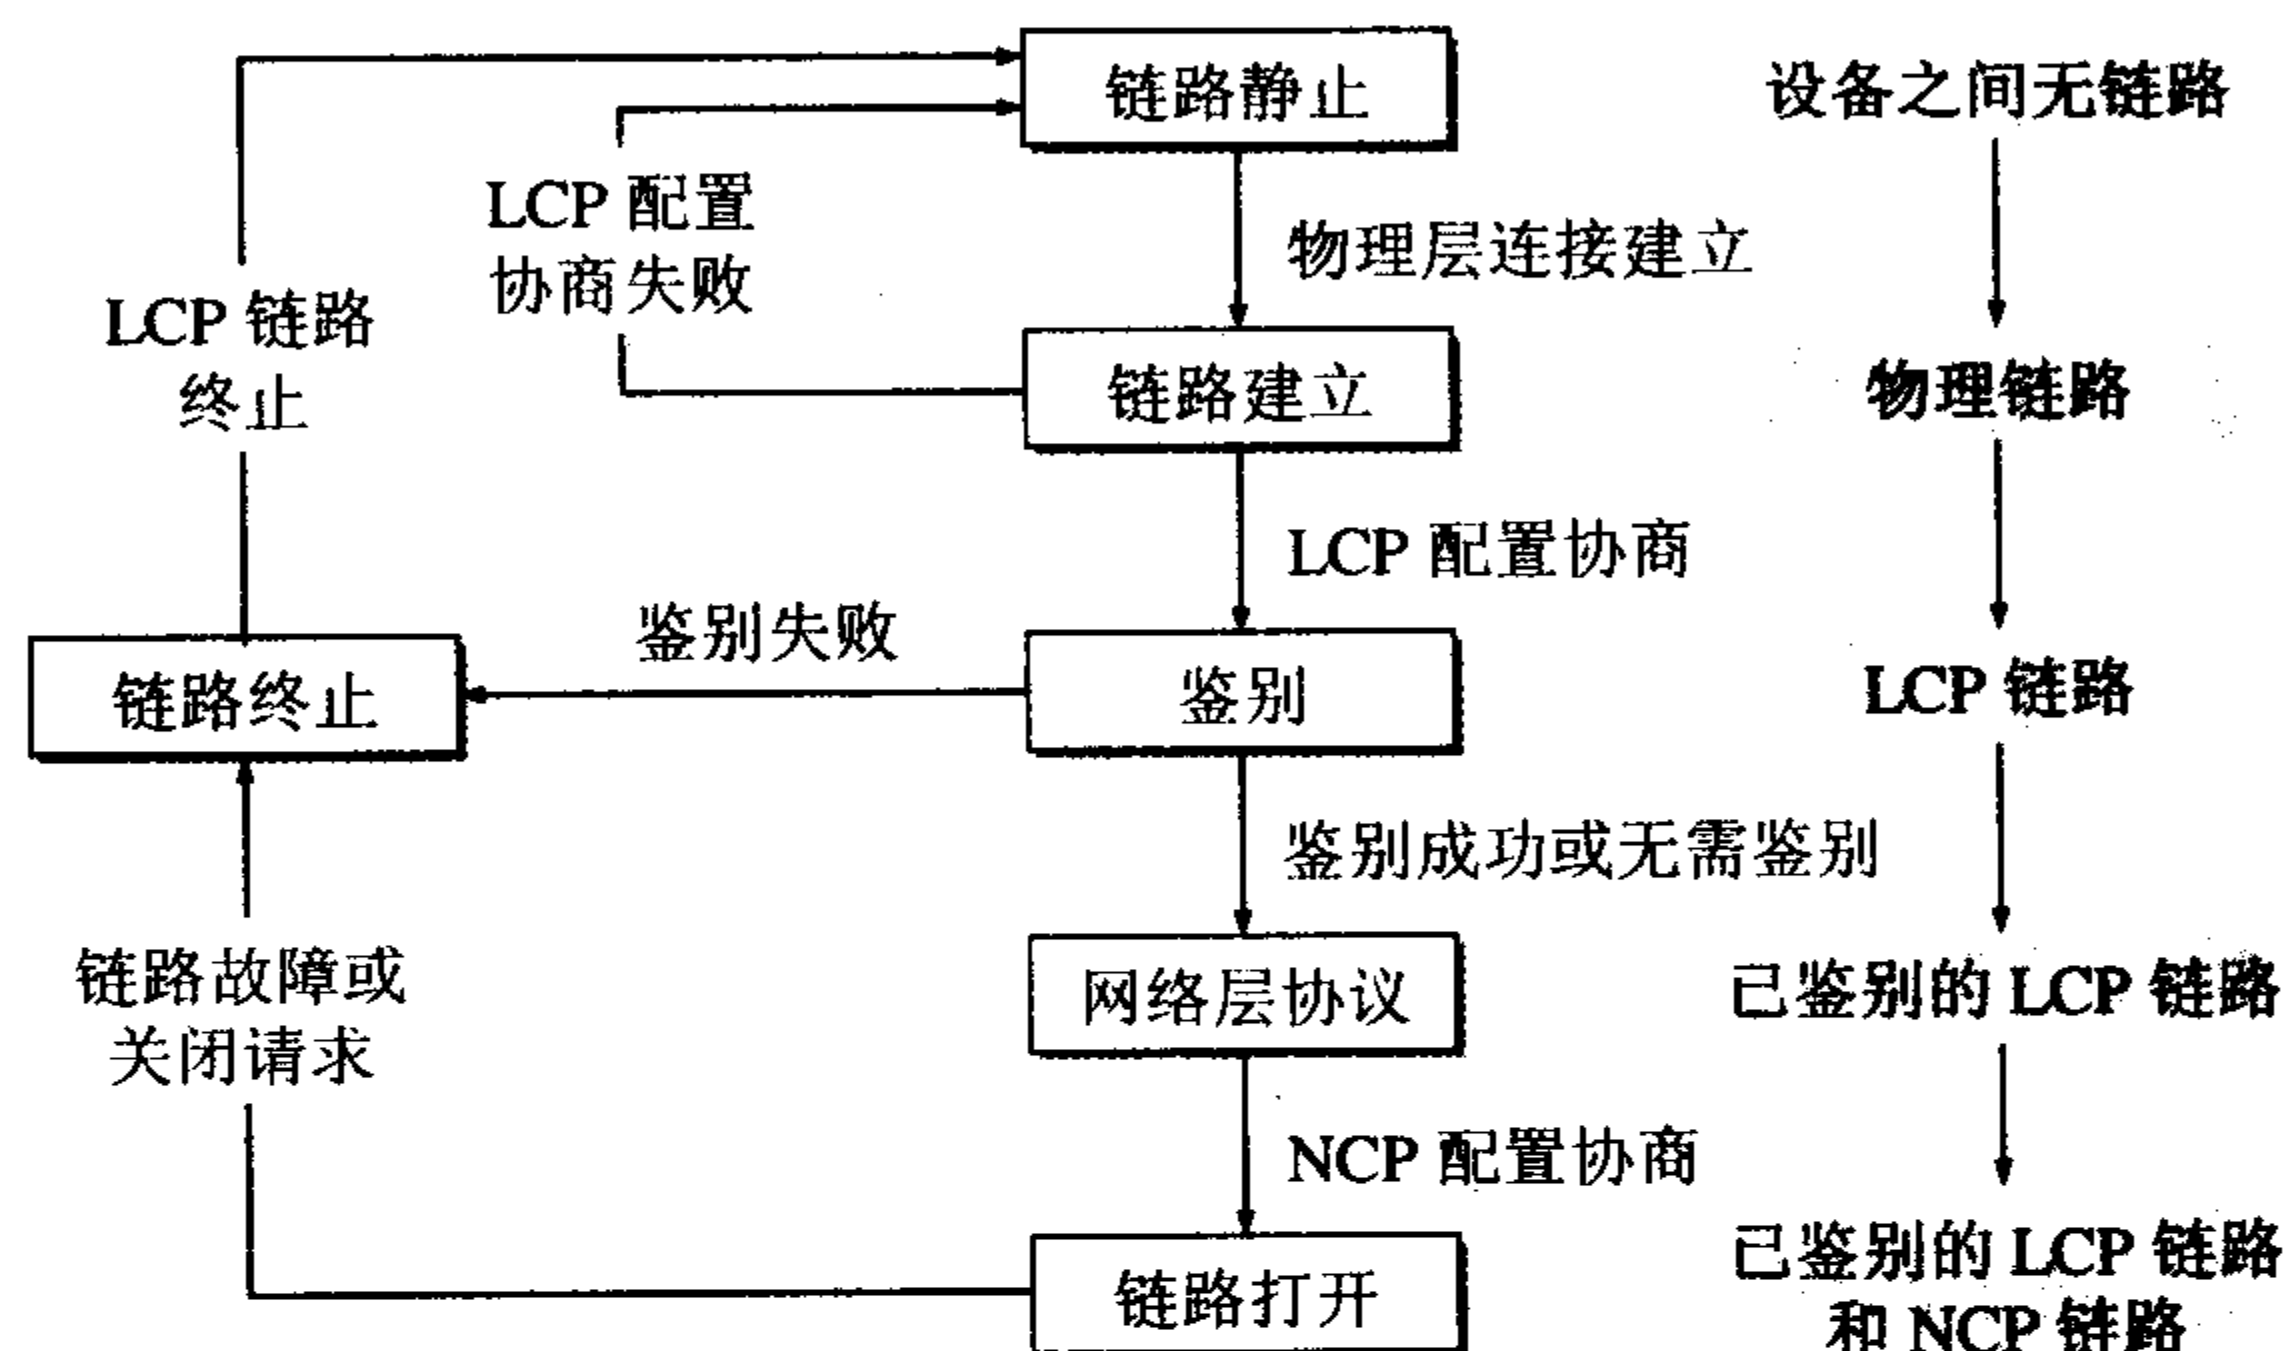 链路静止
设备之间无链路
LCP 配置
协商失败
物理层连接建立
LCP 链路
终止
链路建立
物理链路
LCP 配置协商
鉴别失败
链路终止
鉴别
LCP 链路
鉴别成功或无需鉴别
链路故障或
关闭请求
网络层协议
已鉴别的 LCP 链路
NCP 配置协商
链路打开
已鉴别的 LCP 链路
和 NCP 链路